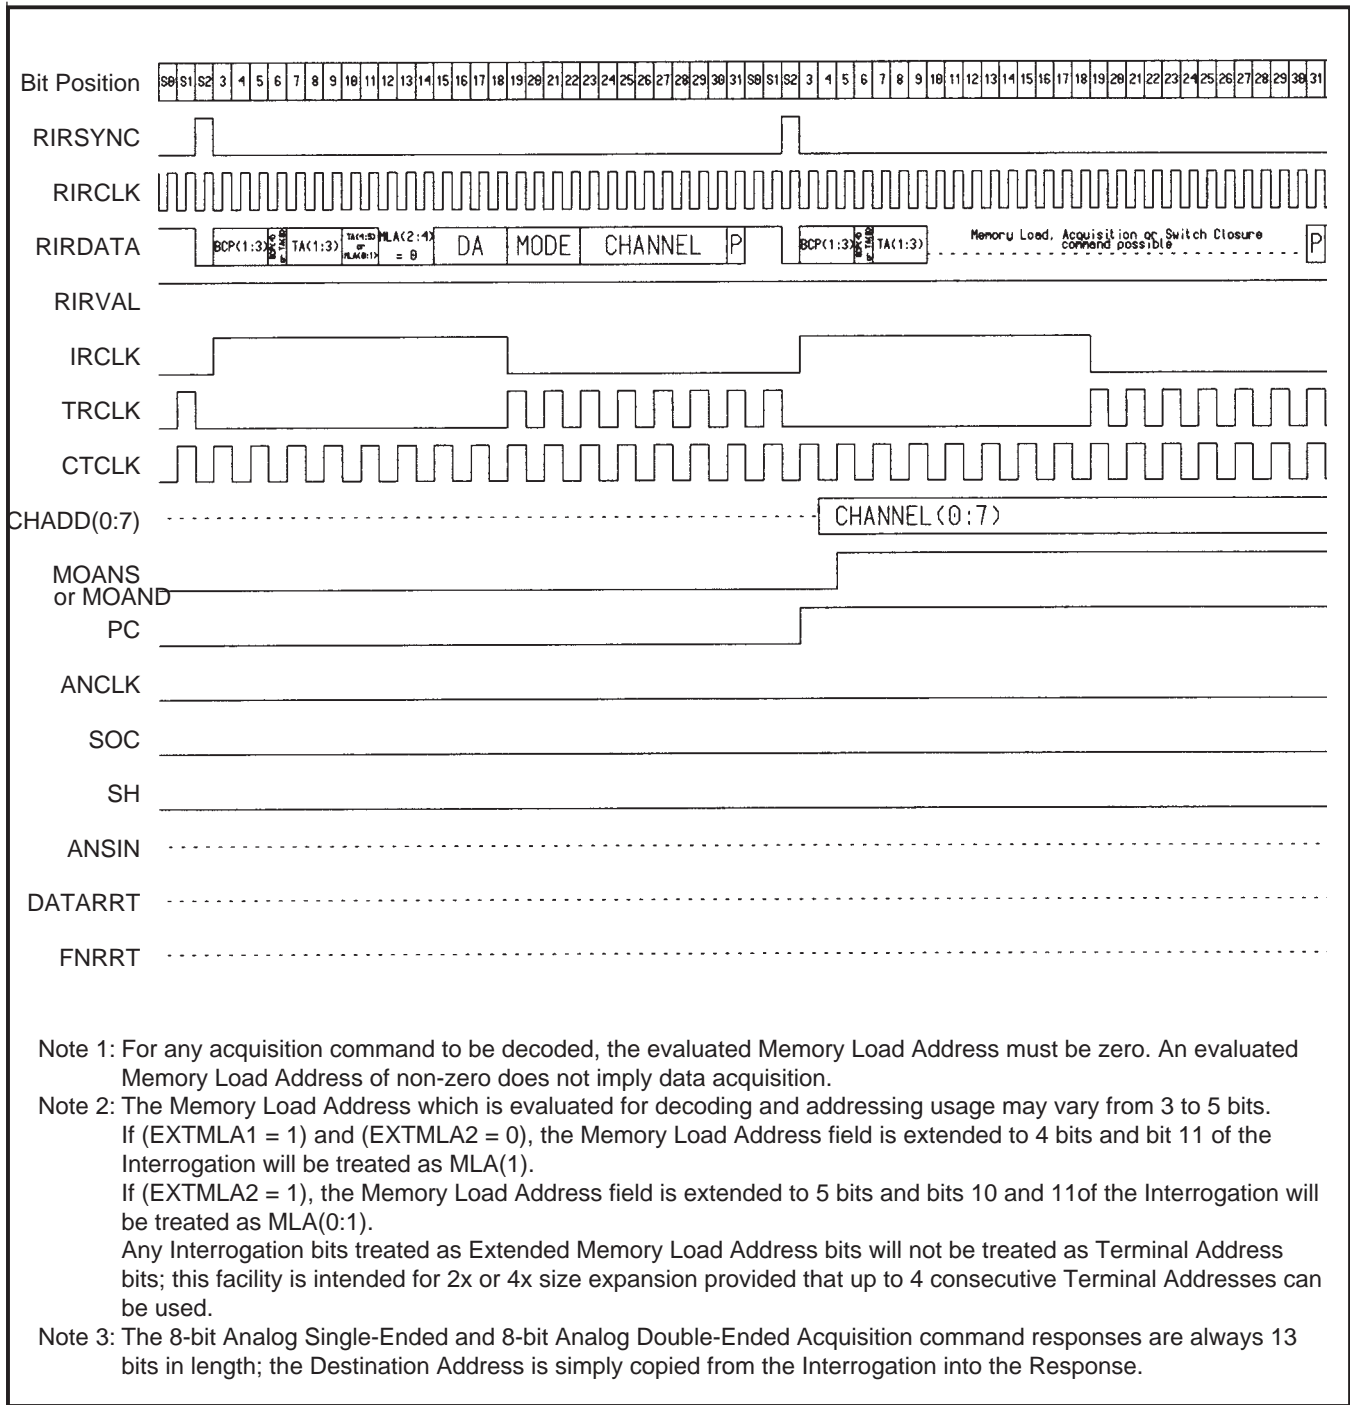 Bit Position S0 S1 S2 3 4 5 6 7 8 9 10 11 12 13 14 15 16 17 18 19 20 21 22 23 24 25 26 27 28 29 30 31 S0 S1 S2 3 4 5 6 7 8 9 10 11 12 13 14 15 16 17 18 19 20 21 22 23 24 25 26 27 28 29 30 31
RIRSYNC
RIRCLK
RIRDATA BCP(1:3) TA(1:3) TA(4:5) or MLA(0:1) MLA(2:4) = 0 DA MODE CHANNEL P BCP(1:3) TA(1:3) Memory Load, Acquisition or Switch Closure command possible P
RIRVAL
IRCLK
TRCLK
CTCLK
CHADD(0:7) CHANNEL(0:7)
MOANS
or MOAND
PC
ANCLK
SOC
SH
ANSIN
DATARRT
FNRRT
Note 1: For any acquisition command to be decoded, the evaluated Memory Load Address must be zero. An evaluated
Memory Load Address of non-zero does not imply data acquisition.
Note 2: The Memory Load Address which is evaluated for decoding and addressing usage may vary from 3 to 5 bits.
If (EXTMLA1 = 1) and (EXTMLA2 = 0), the Memory Load Address field is extended to 4 bits and bit 11 of the
Interrogation will be treated as MLA(1).
If (EXTMLA2 = 1), the Memory Load Address field is extended to 5 bits and bits 10 and 11of the Interrogation will
be treated as MLA(0:1).
Any Interrogation bits treated as Extended Memory Load Address bits will not be treated as Terminal Address
bits; this facility is intended for 2x or 4x size expansion provided that up to 4 consecutive Terminal Addresses can
be used.
Note 3: The 8-bit Analog Single-Ended and 8-bit Analog Double-Ended Acquisition command responses are always 13
bits in length; the Destination Address is simply copied from the Interrogation into the Response.